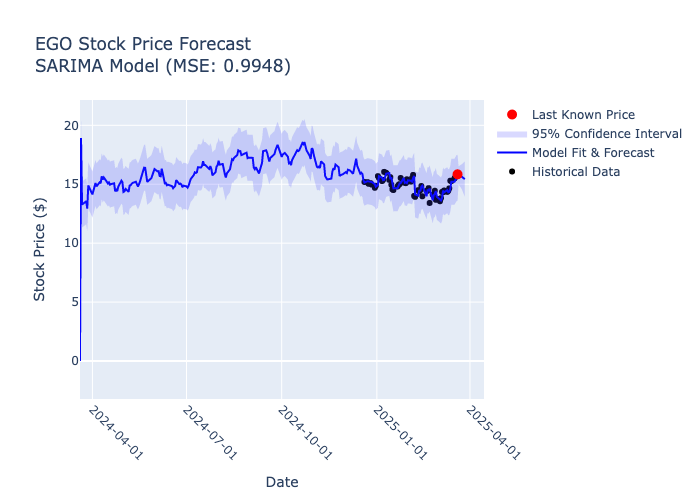 EGO Stock Price Forecast
SARIMA Model (MSE: 0.9948)
Last Known Price
95% Confidence Interval
Model Fit & Forecast
Historical Data
Stock Price ($)
20
15
10
5
0
2024-04-01
2024-07-01
2024-10-01
2025-01-01
2025-04-01
Date